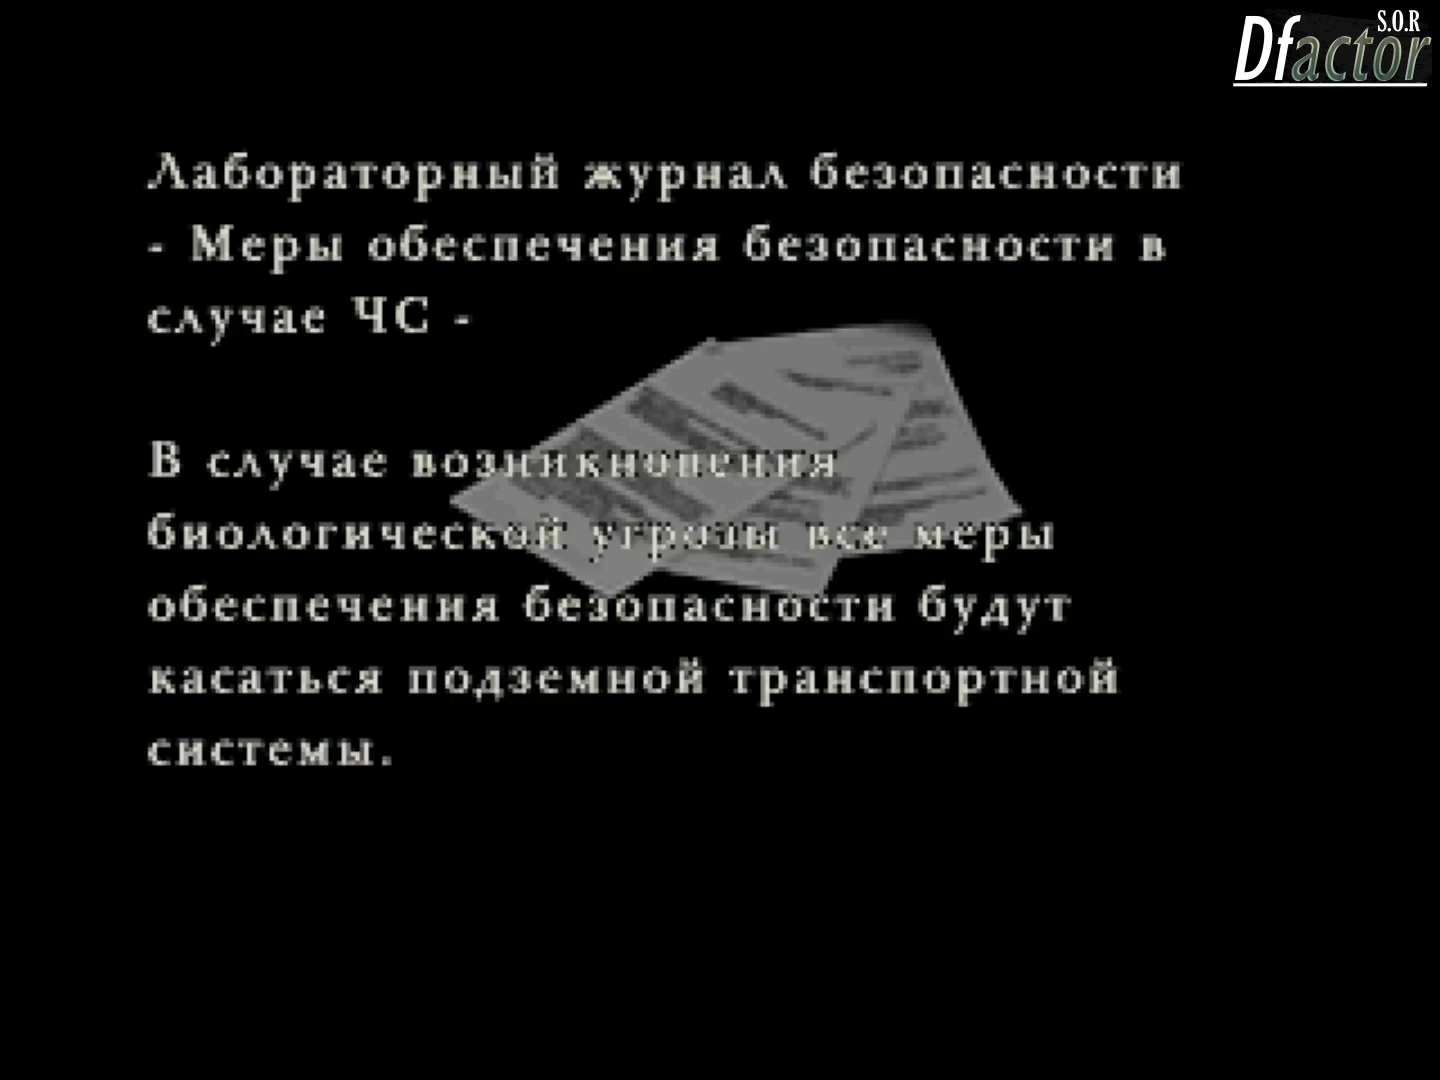 S.O.R
Dfactor
Лабораторный журнал безопасности
- Меры обеспечения безопасности в
случае ЧС -
В случае возникновения
биологической угрозы все меры
обеспечения безопасности будут
касаться подземной транспортной
системы.